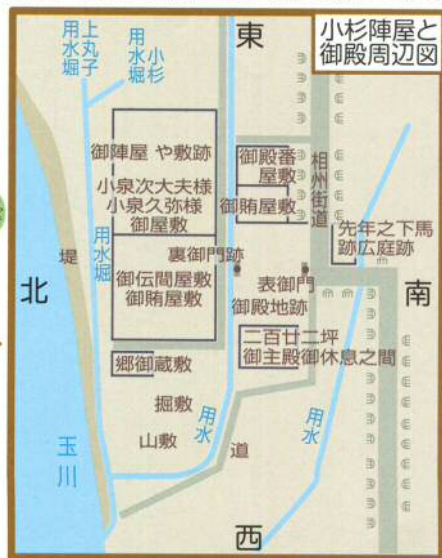 小杉陣屋と
御殿周辺図
東
上丸子
用水堀
小杉
用水堀
御陣屋 や敷跡
小泉次大夫様
小泉久弥様
御屋敷
御殿番
屋敷
御賄屋敷
相州街道
先年之下馬
跡広庭跡
堤
用水堀
裏御門跡
表御門
北
南
御伝間屋敷
御賄屋敷
御殿地跡
二百廿二坪
御主殿御休息之間
郷御蔵敷
掘敷
山敷
用水
道
用水
玉川
西